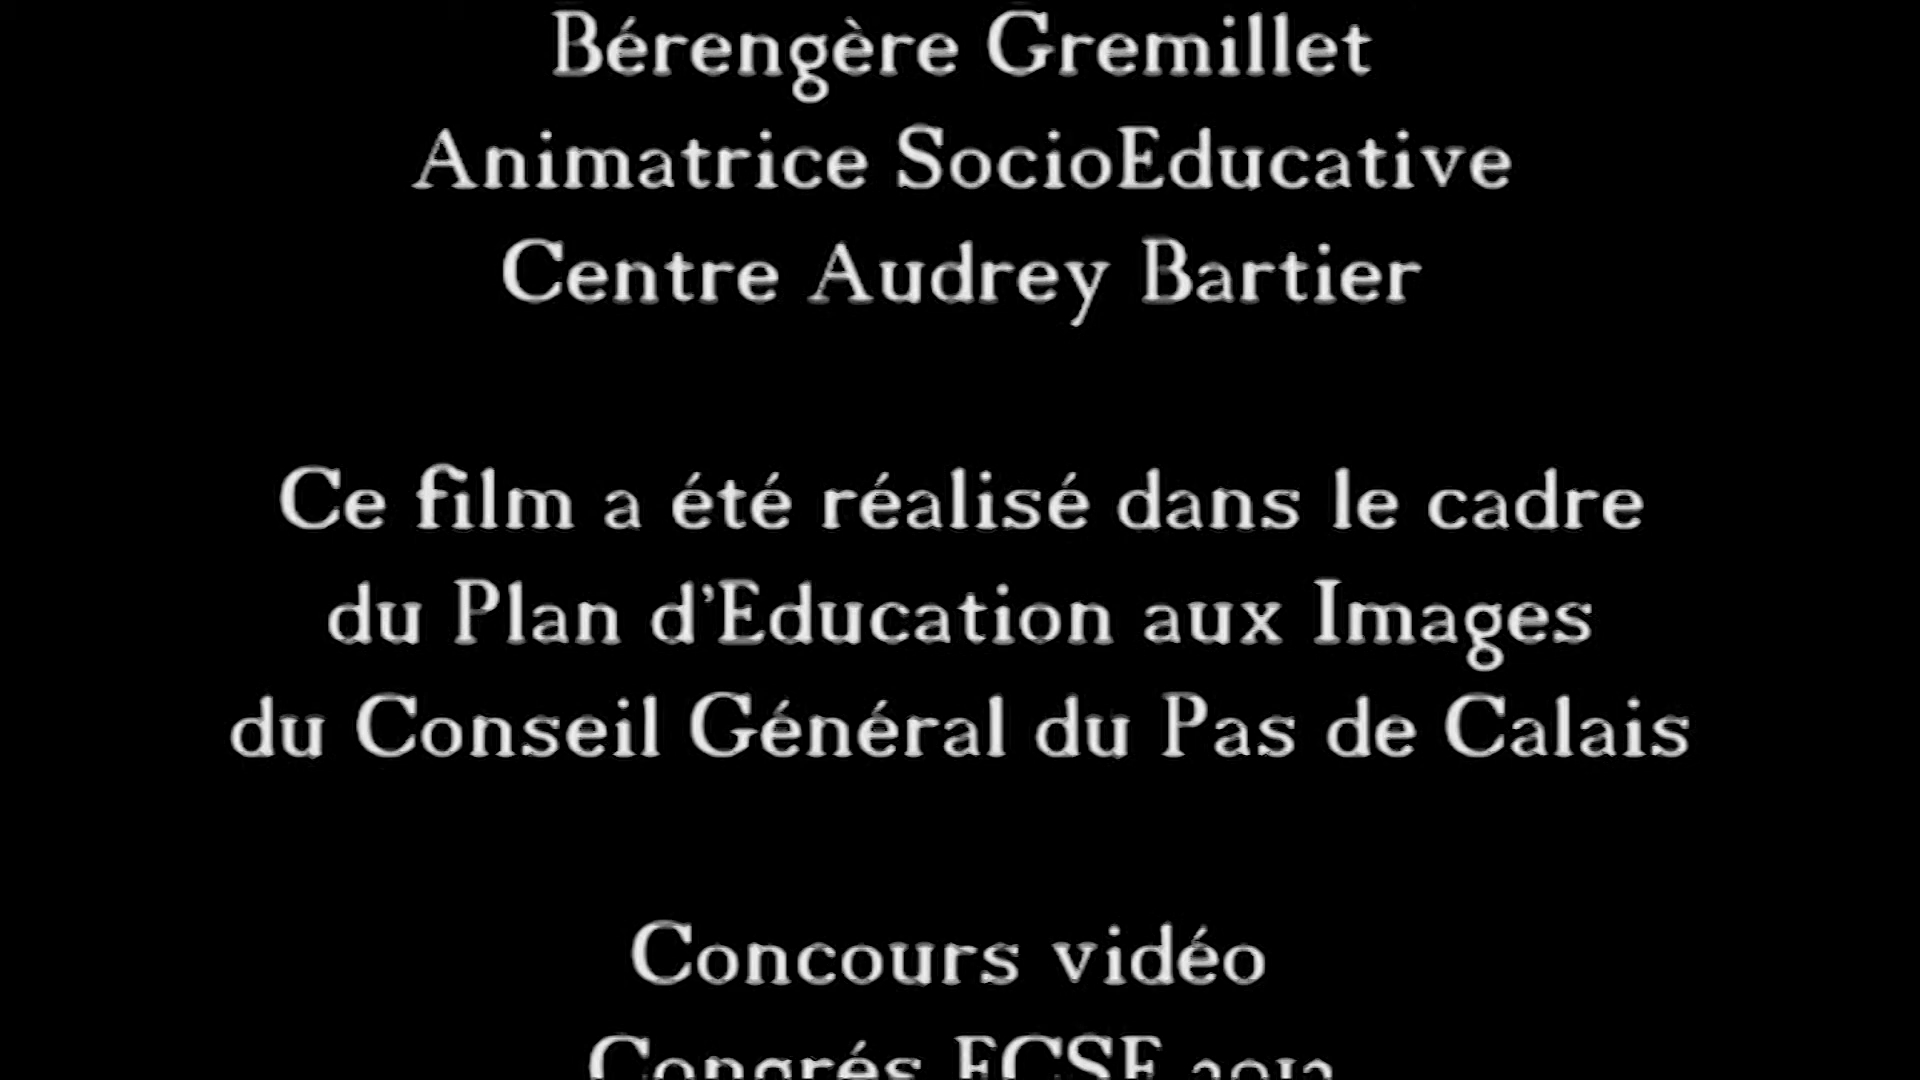 Bérengère Gremillet
Animatrice SocioEducative
Centre Audrey Bartier
Ce film a été réalisé dans le cadre
du Plan d'Education aux Images
du Conseil Général du Pas de Calais
Concours vidéo
Congrés